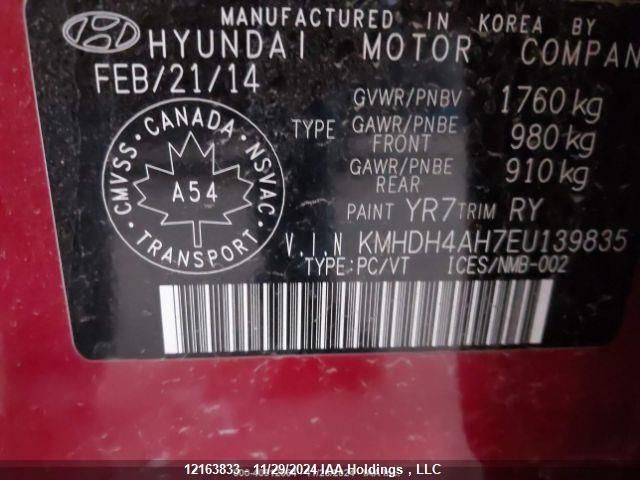 MANUFACTURED IN KOREA BY
HYUNDAI MOTOR COMPAN
FEB/21/14
GVWR/PNBV 1760 kg
TYPE GAWR/PNBE FRONT 980 kg
GAWR/PNBE REAR 910 kg
CANADA
CMVSS NSVAC
A54
TRANSPORT
PAINT YR7 TRIM RY
V.I.N KMHDH4AH7EU139835
TYPE:PC/VT ICES/NMB-002
12163833 - 11/29/2024 IAA Holdings , LLC